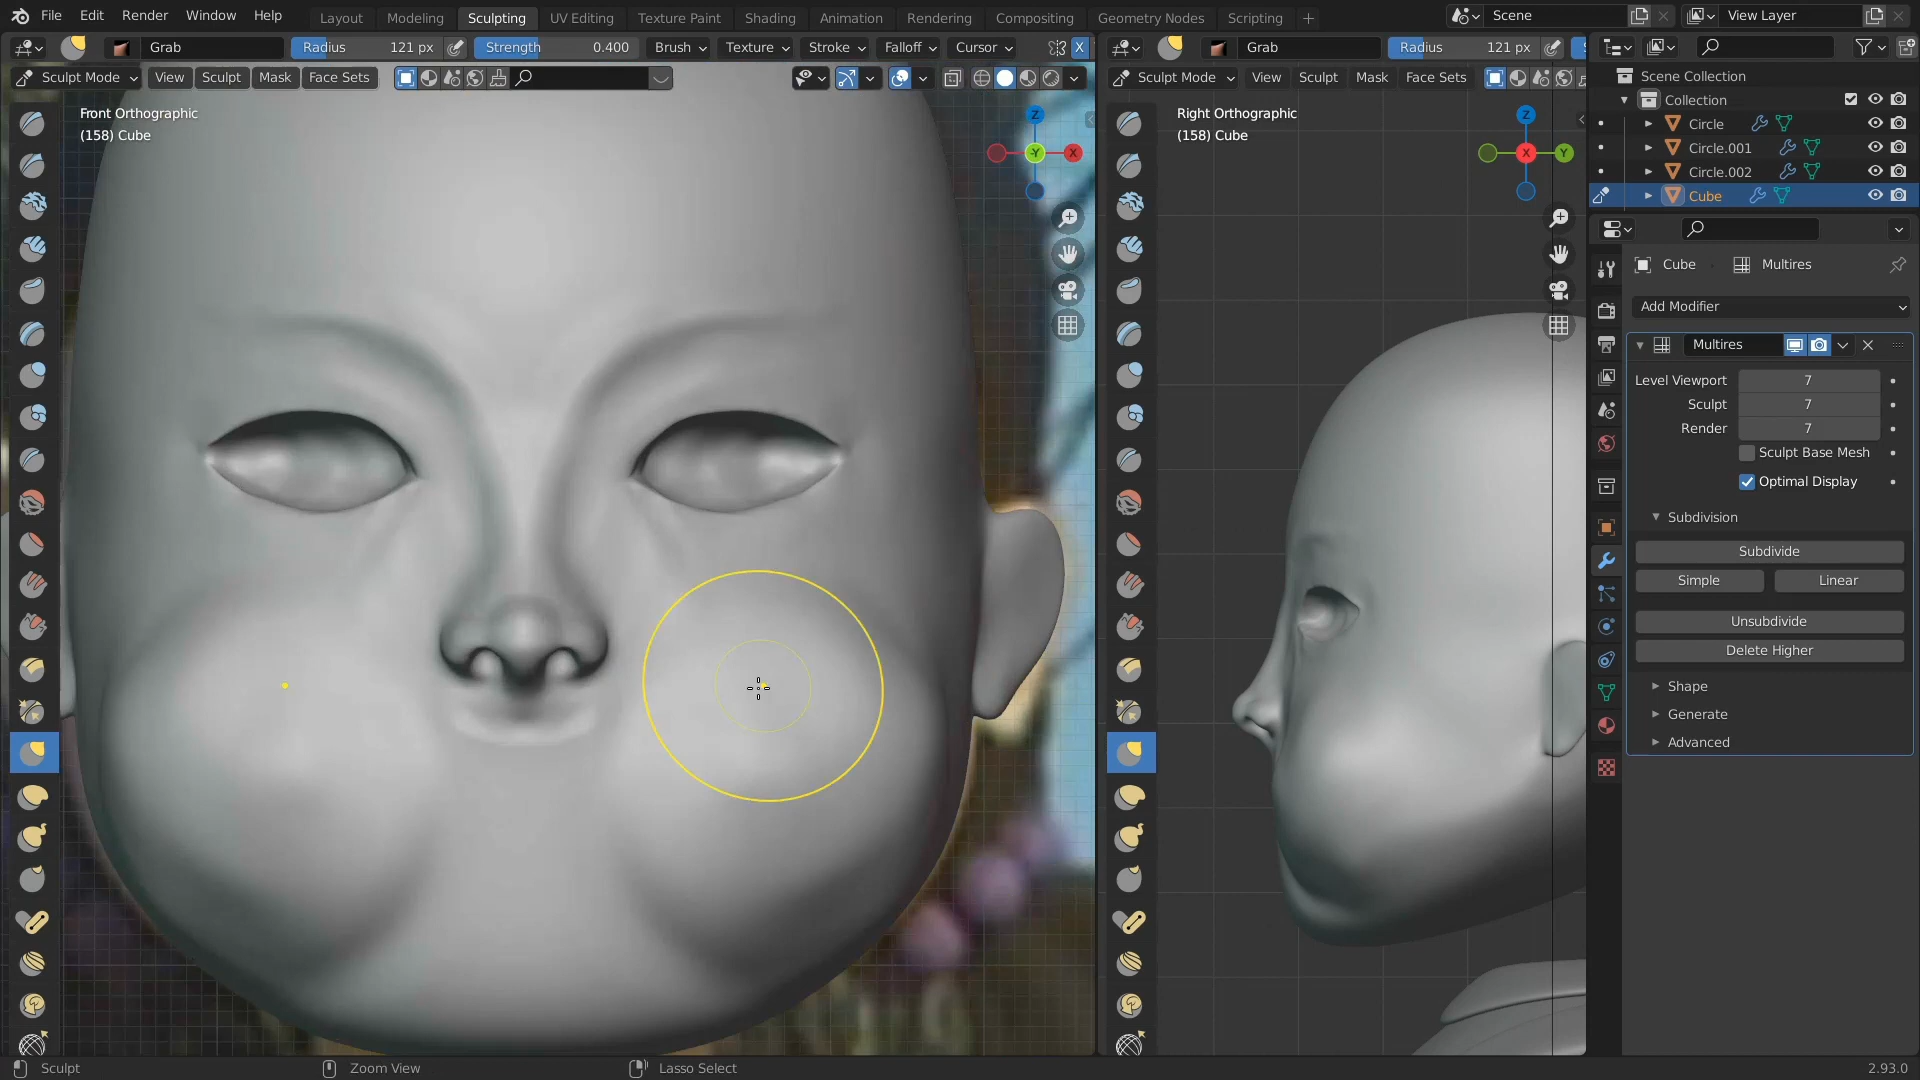 File Edit Render Window Help Layout Modeling Sculpting UV Editing Texture Paint Shading Animation Rendering Compositing Geometry Nodes Scripting + Scene View Layer
Grab Radius 121 px Strength 0.400 Brush Texture Stroke Falloff Cursor X
Grab Radius 121 px
Sculpt Mode View Sculpt Mask Face Sets
Sculpt Mode View Sculpt Mask Face Sets
Front Orthographic
(158) Cube
Z
-Y X
Right Orthographic
(158) Cube
Z
X Y
Scene Collection
Collection
Circle
Circle.001
Circle.002
Cube
Cube Multires
Add Modifier
Multires
Level Viewport 7
Sculpt 7
Render 7
Sculpt Base Mesh
Optimal Display
Subdivision
Subdivide
Simple Linear
Unsubdivide
Delete Higher
Shape
Generate
Advanced
Sculpt Zoom View Lasso Select 2.93.0